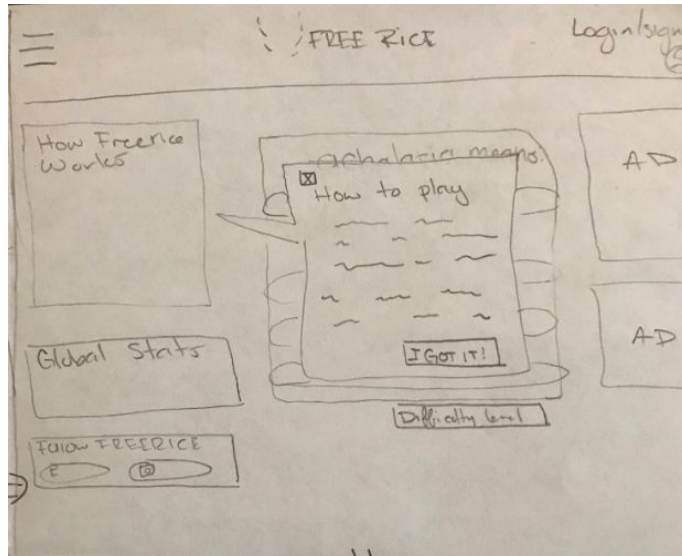 FREE RICE
Login/sign
How Freerice
Works
achalasia means.
How to play
I GOT IT!
AD
AD
Global Stats
Difficulty level
Follow FREERICE
F